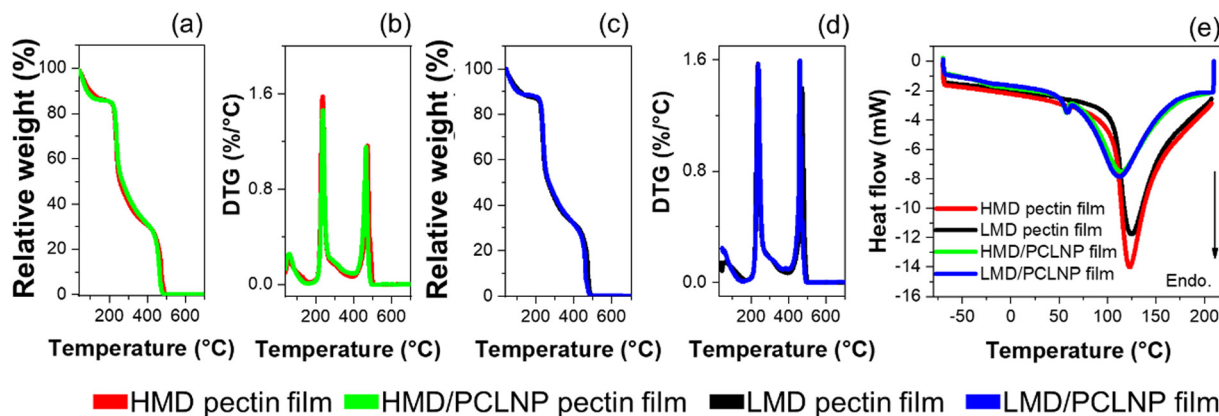 (a)
Relative weight (%)
100
80
60
40
20
0
200 400 600
Temperature (°C)
(b)
DTG (%/°C)
1.6
0.8
0.0
200 400 600
Temperature (°C)
(c)
Relative weight (%)
100
80
60
40
20
0
200 400 600
Temperature (°C)
(d)
DTG (%/°C)
1.6
0.8
0.0
200 400 600
Temperature (°C)
(e)
Heat flow (mW)
0
-2
-4
-6
-8
-10
-12
-14
-16
HMD pectin film
LMD pectin film
HMD/PCLNP film
LMD/PCLNP film
Endo.
-50 0 50 100 150 200
Temperature (°C)
HMD pectin film HMD/PCLNP pectin film LMD pectin film LMD/PCLNP pectin film